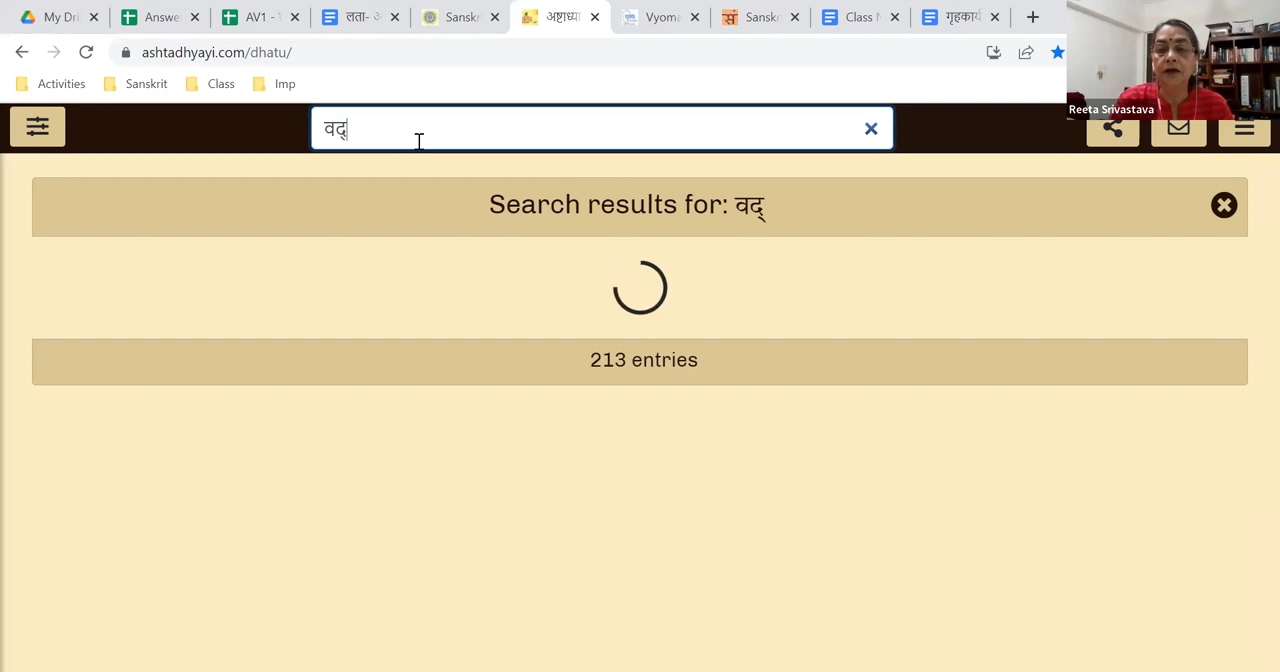 My Dri
Answe
AV1 -
लता-
Sanskr
अष्टाध्या
Vyoma
Sanskr
Class
गृहकार्य
ashtadhyayi.com/dhatu/
Activities
Sanskrit
Class
Imp
Reeta Srivastava
वद्
Search results for: वद्
213 entries